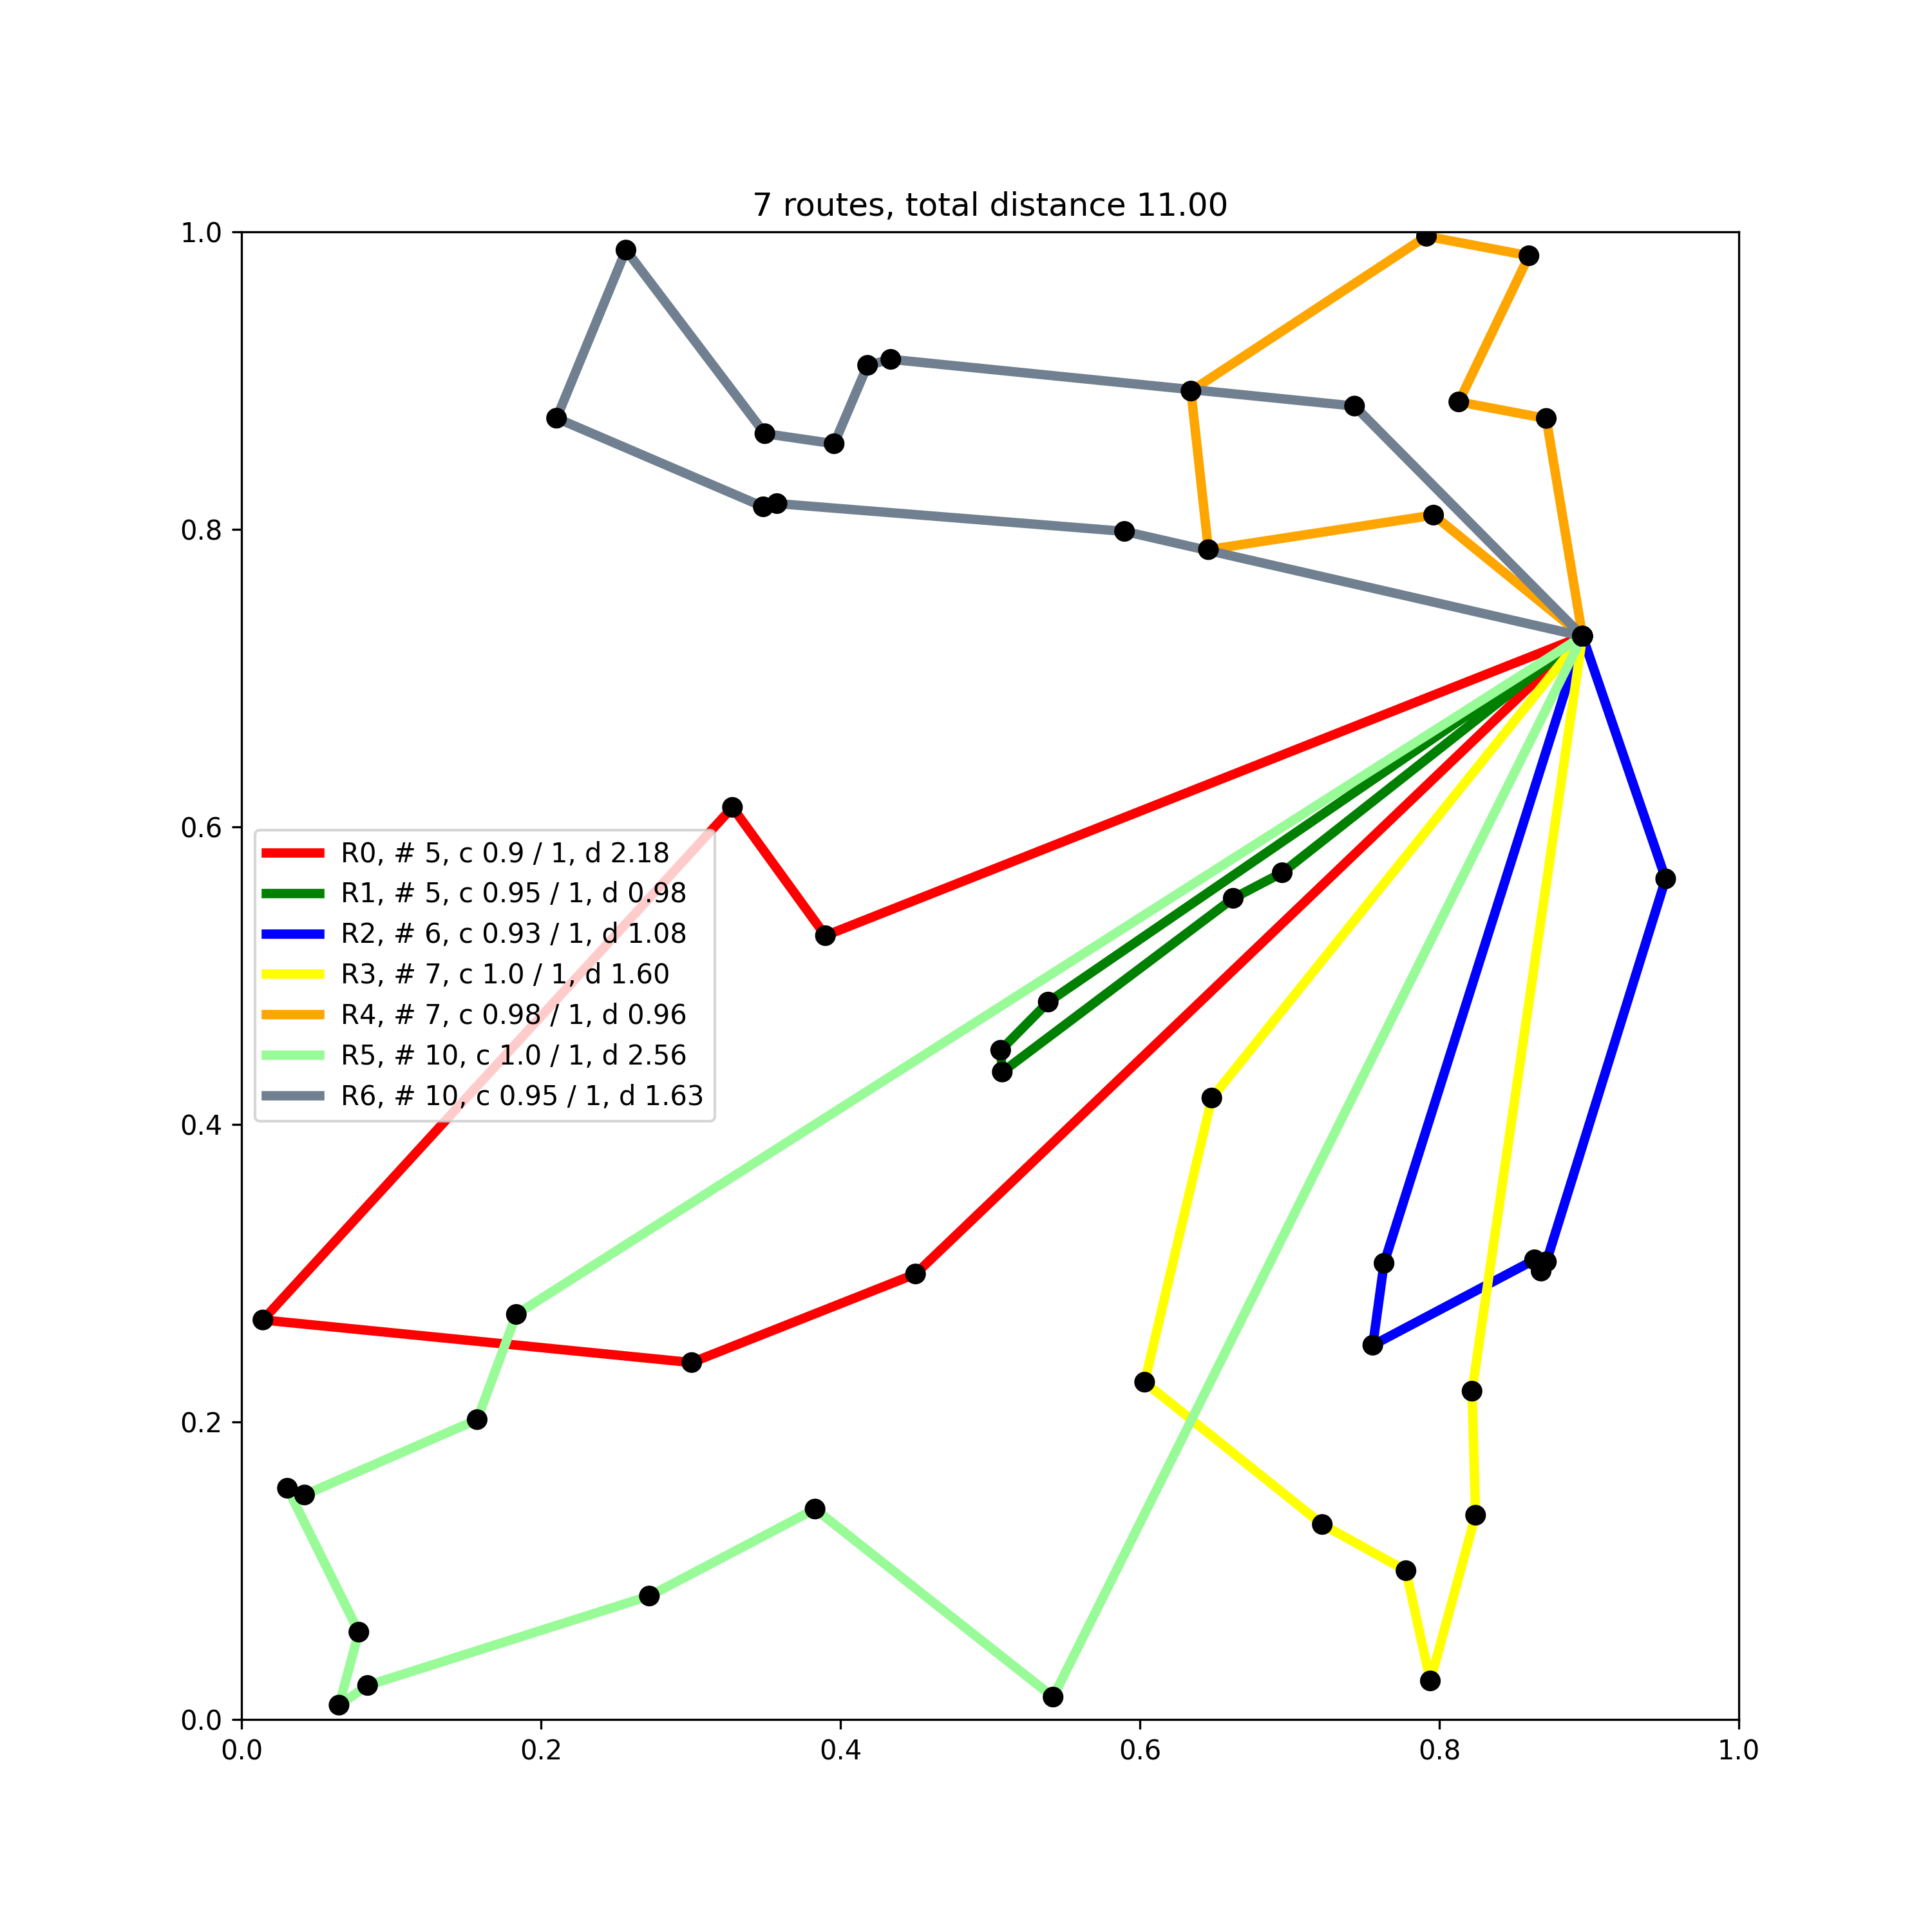 7 routes, total distance 11.00
1.0
0.8
0.6
0.4
0.2
0.0
R0, # 5, c 0.9 / 1, d 2.18
R1, # 5, c 0.95 / 1, d 0.98
R2, # 6, c 0.93 / 1, d 1.08
R3, # 7, c 1.0 / 1, d 1.60
R4, # 7, c 0.98 / 1, d 0.96
R5, # 10, c 1.0 / 1, d 2.56
R6, # 10, c 0.95 / 1, d 1.63
0.0 0.2 0.4 0.6 0.8 1.0